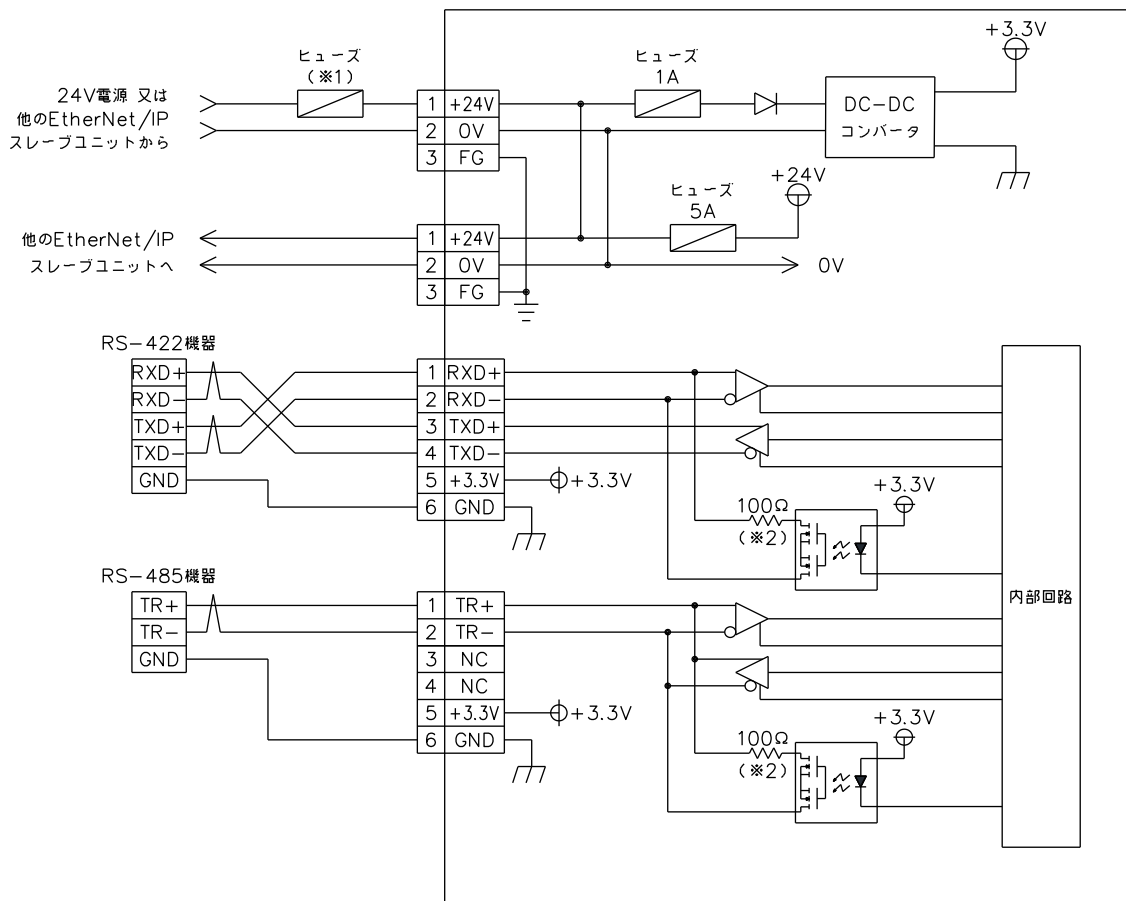 24V電源 又は
他のEtherNet/IP
スレーブユニットから
ヒューズ
(※1)
1 +24V
2 0V
3 FG
ヒューズ
1A
DC-DC
コンバータ
+3.3V
他のEtherNet/IP
スレーブユニットへ
1 +24V
2 0V
3 FG
ヒューズ
5A
+24V
0V
RS-422機器
RXD+
RXD-
TXD+
TXD-
GND
1 RXD+
2 RXD-
3 TXD+
4 TXD-
5 +3.3V
6 GND
+3.3V
100Ω
(※2)
+3.3V
内部回路
RS-485機器
TR+
TR-
GND
1 TR+
2 TR-
3 NC
4 NC
5 +3.3V
6 GND
+3.3V
100Ω
(※2)
+3.3V